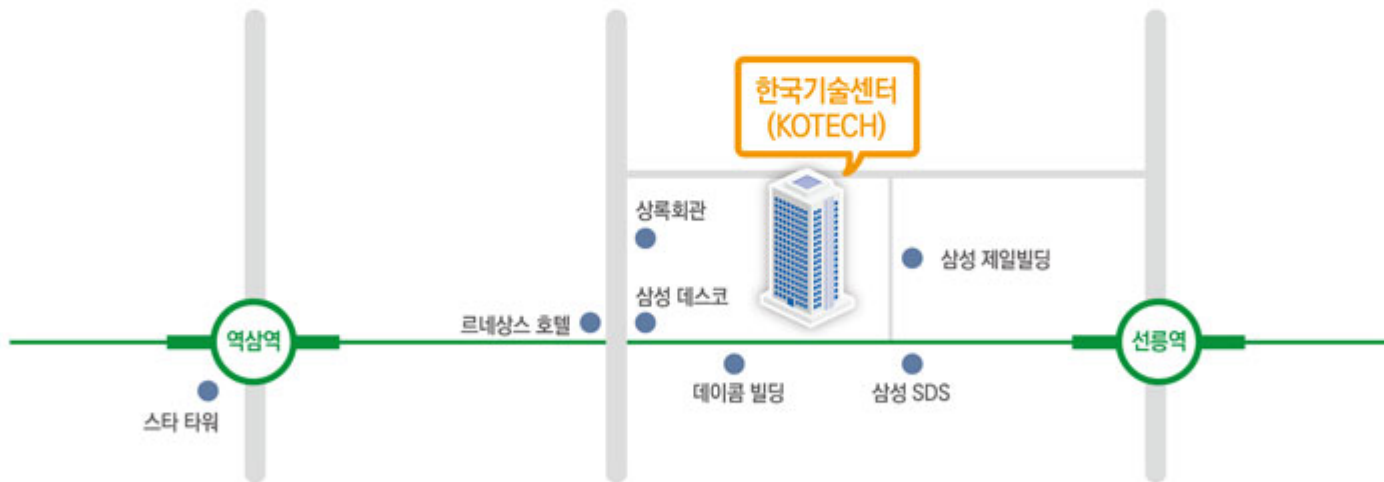 한국기술센터
(KOTECH)
상록회관
삼성 제일빌딩
삼성 데스코
르네상스 호텔
역삼역
선릉역
데이콤 빌딩
삼성 SDS
스타 타워